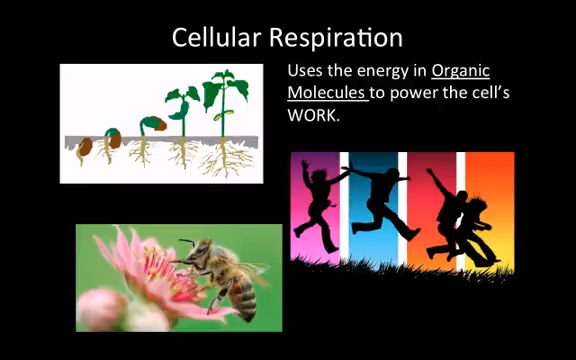 Cellular Respiration
Uses the energy in Organic
Molecules to power the cell's
WORK.